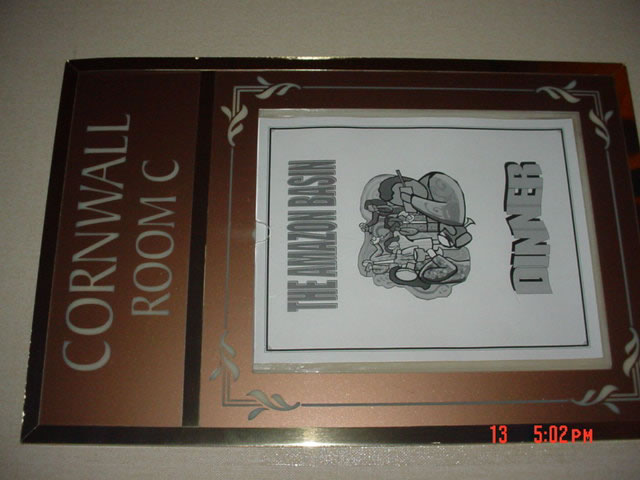 CORNWALL
ROOM C
THE AMAZON BASIN
DINNER
13 5:02PM